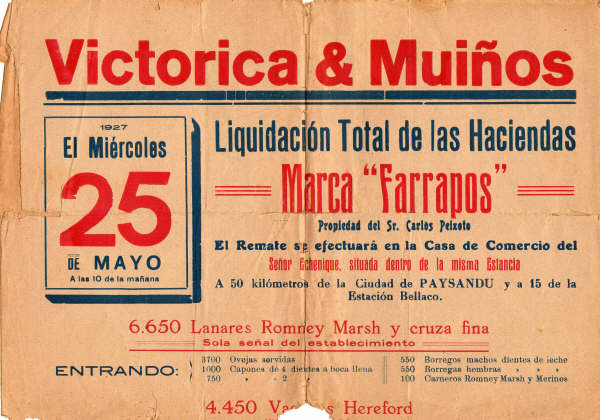 Victorica & Muiños
1927
El Miércoles
25
DE MAYO
A las 10 de la mañana
Liquidación Total de las Haciendas
Marca "Farrapos"
Propiedad del Sr. Carlos Peixoto
El Remate se efectuará en la Casa de Comercio del
Señor Echenique, situada dentro de la misma Estancia
A 50 kilómetros de la Ciudad de PAYSANDU y a 15 de la
Estación Bellaco.
6.650 Lanares Romney Marsh y cruza fina
Sola señal del establecimiento
ENTRANDO:
3700 Ovejas servidas
1000 Capones de 4 dientes a boca llena
750 » 2 »
550 Borregos machos dientes de leche
550 Borregas hembras » » »
100 Carneros Romney Marsh y Merinos
4.450 Hereford